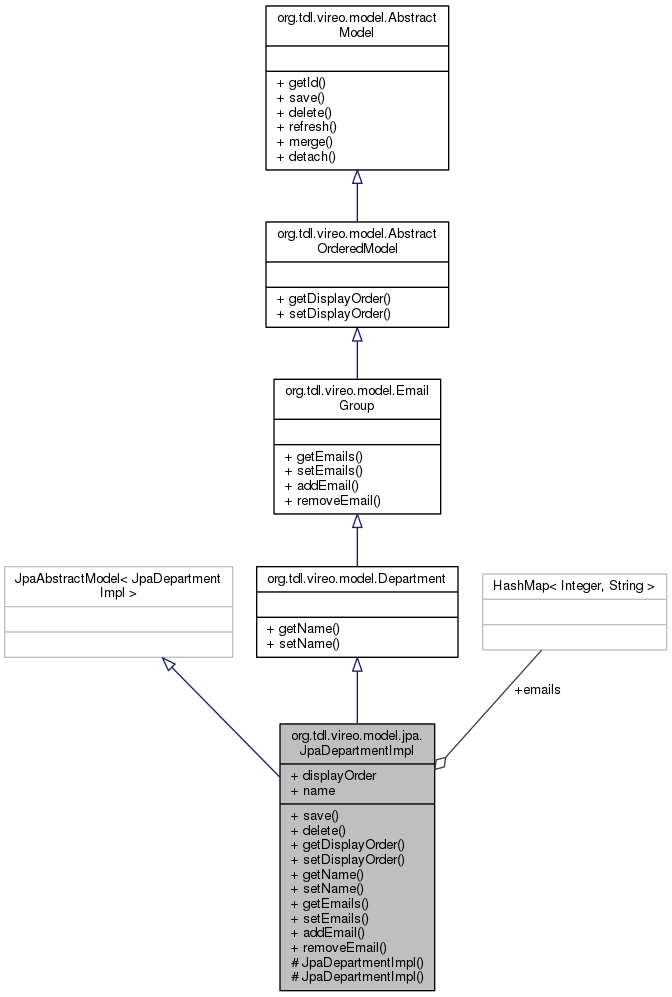 org.tdl.vireo.model.Abstract
Model
+ getId()
+ save()
+ delete()
+ refresh()
+ merge()
+ detach()
org.tdl.vireo.model.Abstract
OrderedModel
+ getDisplayOrder()
+ setDisplayOrder()
org.tdl.vireo.model.Email
Group
+ getEmails()
+ setEmails()
+ addEmail()
+ removeEmail()
JpaAbstractModel< JpaDepartment
Impl >
org.tdl.vireo.model.Department
+ getName()
+ setName()
HashMap< Integer, String >
+emails
org.tdl.vireo.model.jpa.
JpaDepartmentImpl
+ displayOrder
+ name
+ save()
+ delete()
+ getDisplayOrder()
+ setDisplayOrder()
+ getName()
+ setName()
+ getEmails()
+ setEmails()
+ addEmail()
+ removeEmail()
# JpaDepartmentImpl()
# JpaDepartmentImpl()